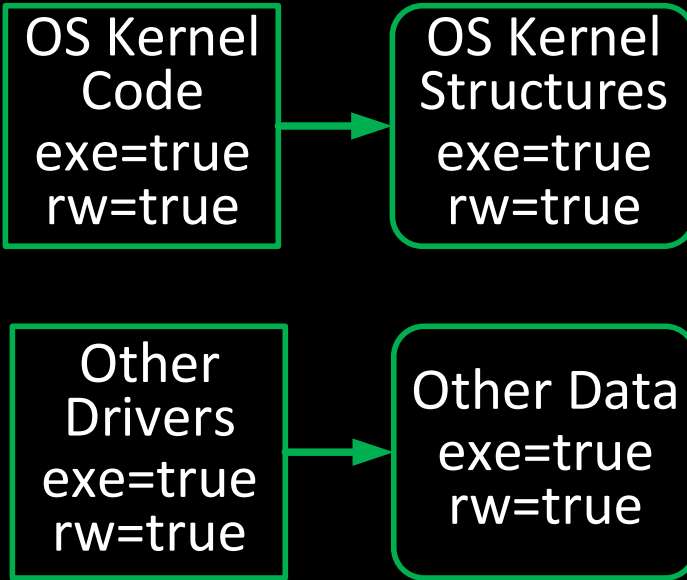 OS Kernel
Code
exe=true
rw=true
OS Kernel
Structures
exe=true
rw=true
Other
Drivers
exe=true
rw=true
Other Data
exe=true
rw=true